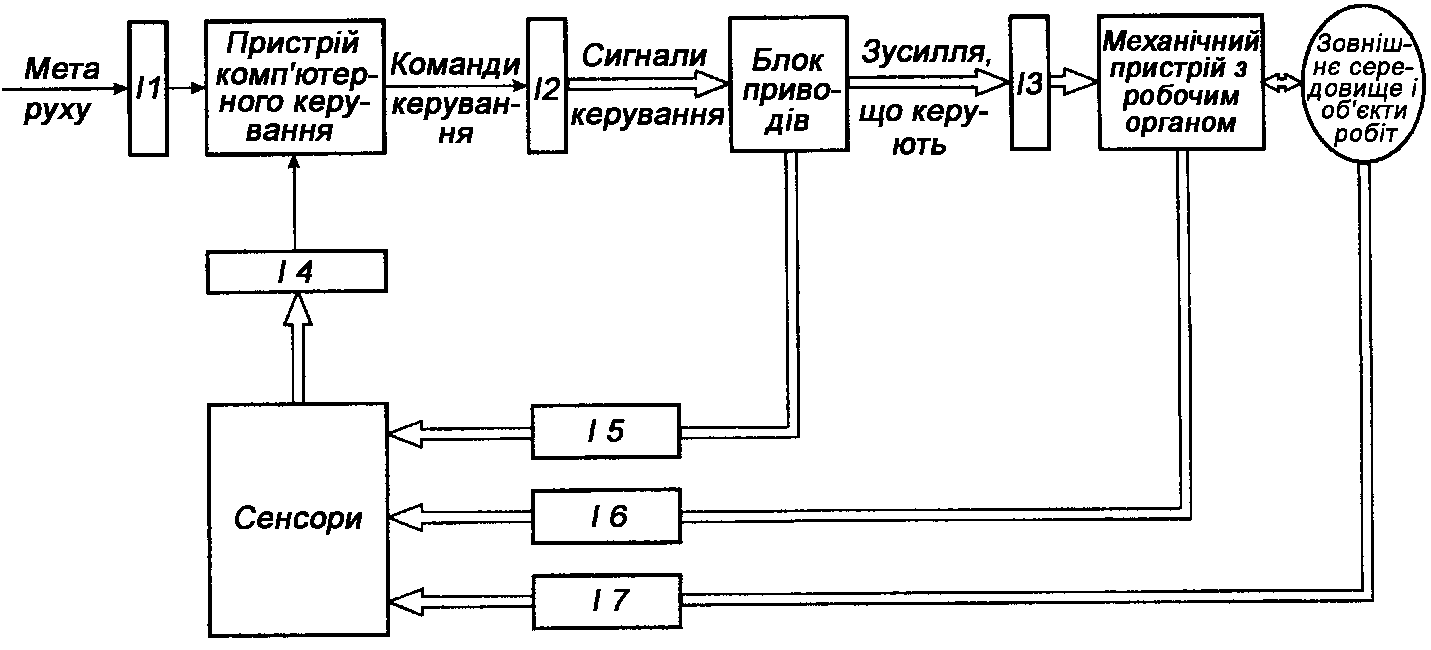 Мета
руху
І1
Пристрій
комп'ютер-
ного керу-
вання
Команди
керуван-
ня
І2
Сигнали
керування
Блок
приво-
дів
Зусилля,
що керу-
ють
І3
Механічний
пристрій з
робочим
органом
Зовніш-
нє сере-
довище і
об'єкти
робіт
І 4
Сенсори
І 5
І 6
І 7